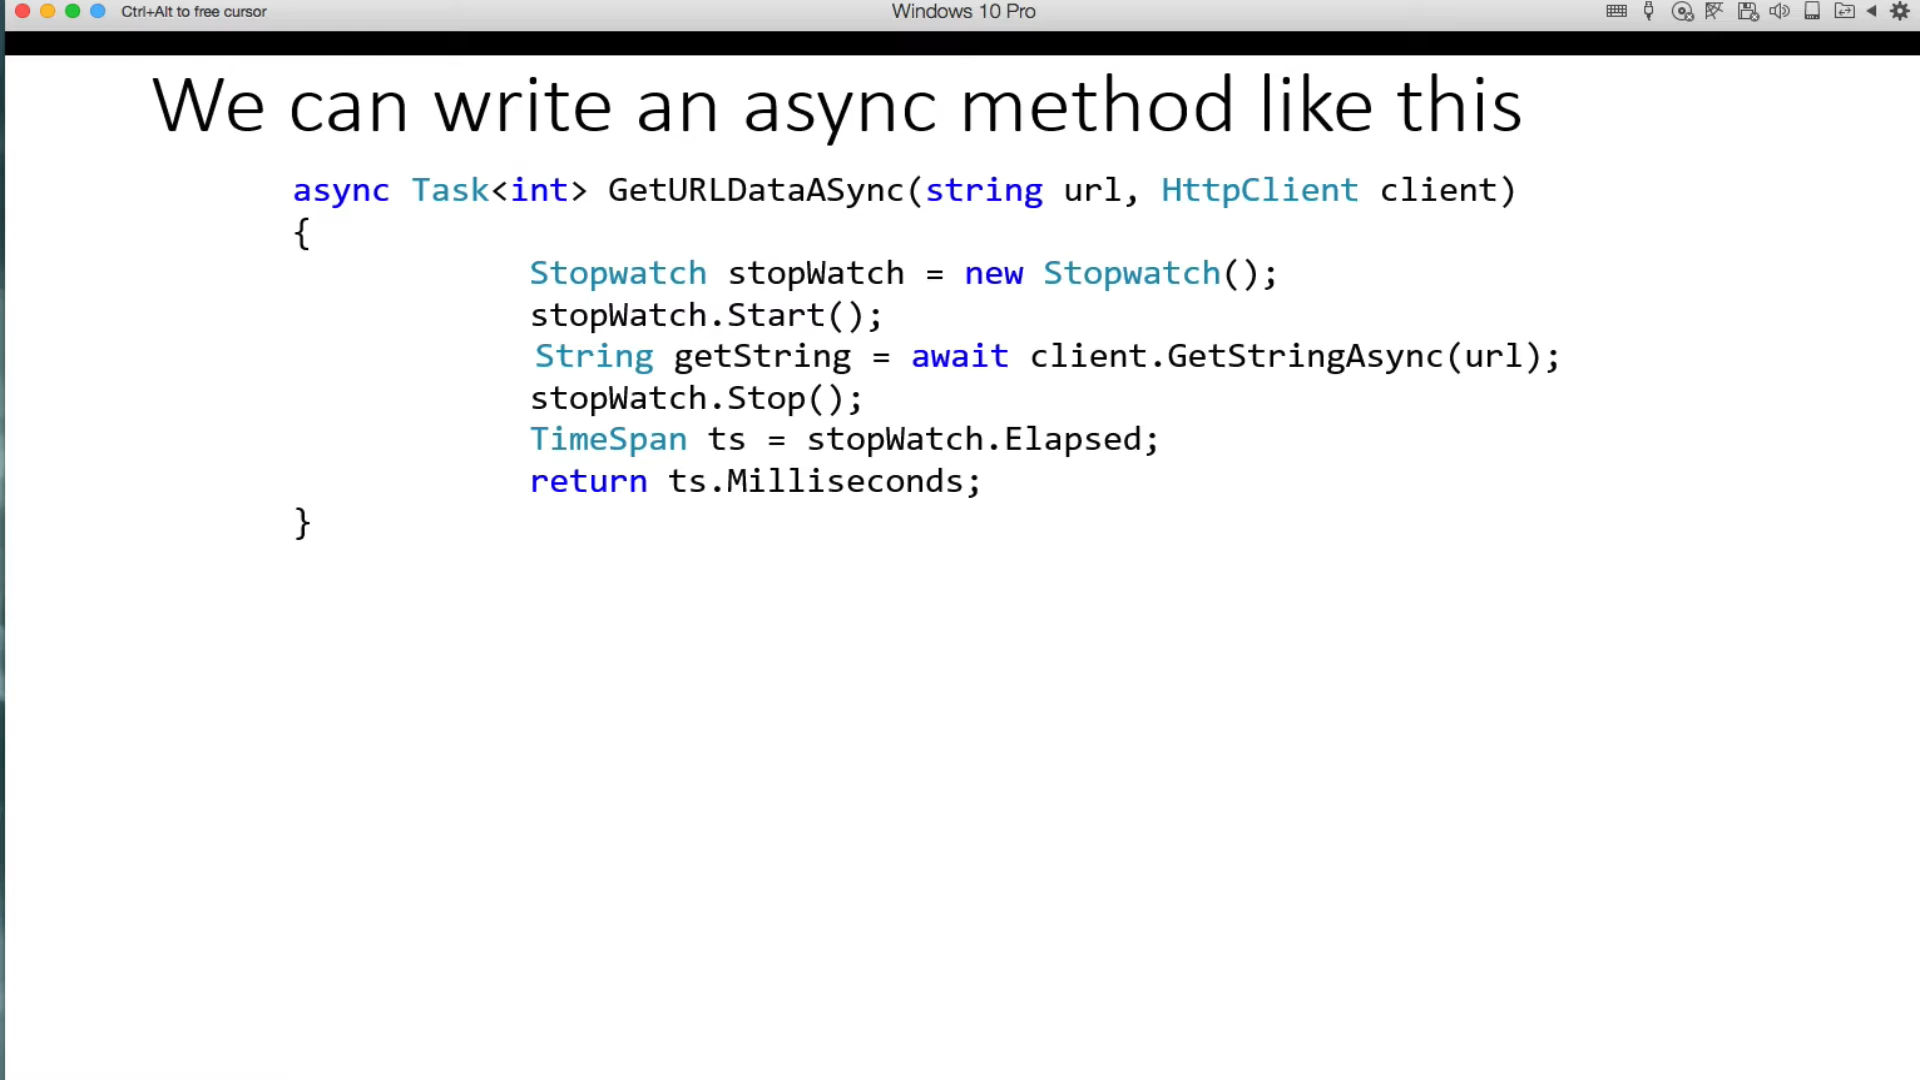 Ctrl+Alt to free cursor
Windows 10 Pro
We can write an async method like this
async Task<int> GetURLDataASync(string url, HttpClient client)
{
Stopwatch stopWatch = new Stopwatch();
stopWatch.Start();
String getString = await client.GetStringAsync(url);
stopWatch.Stop();
TimeSpan ts = stopWatch.Elapsed;
return ts.Milliseconds;
}